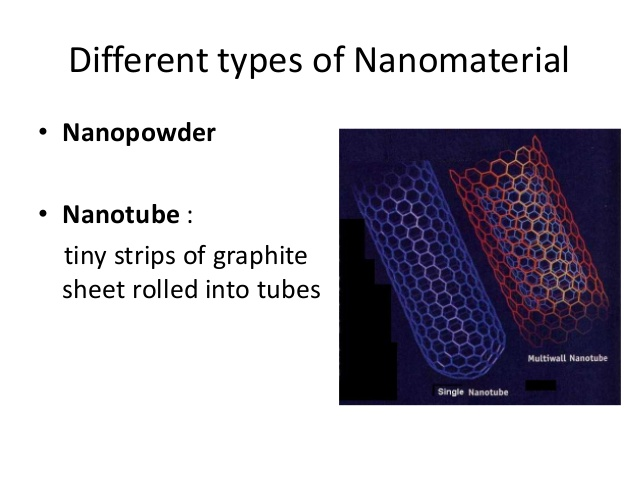 Different types of Nanomaterial
• Nanopowder
• Nanotube :
tiny strips of graphite
sheet rolled into tubes
Multiwall Nanotube
Single Nanotube